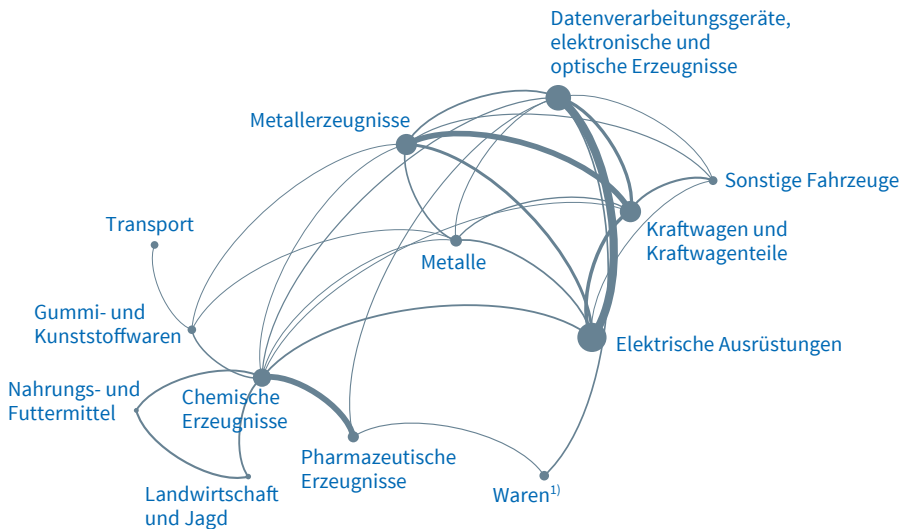 Datenverarbeitungsgeräte,
elektronische und
optische Erzeugnisse
Metallerzeugnisse
Sonstige Fahrzeuge
Transport
Kraftwagen und
Kraftwagenteile
Metalle
Gummi- und
Kunststoffwaren
Elektrische Ausrüstungen
Nahrungs- und
Futtermittel
Chemische
Erzeugnisse
Pharmazeutische
Erzeugnisse
Landwirtschaft
und Jagd
Waren¹⁾